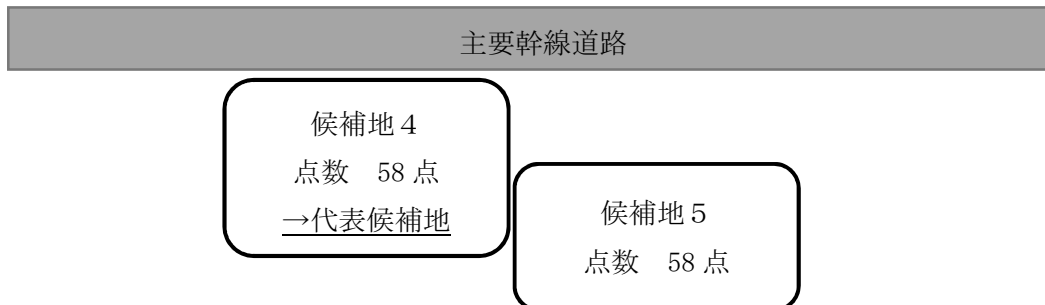 主要幹線道路
候補地４
点数　58 点
→代表候補地
候補地５
点数　58 点